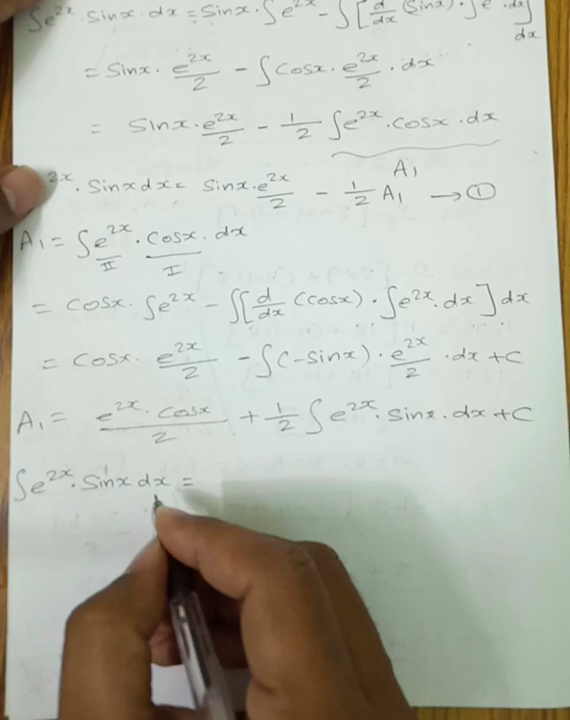 ∫e^2x. Sinx. dx = Sinx. ∫e^2x - ∫[d/dx (Sinx). ∫e . dx] dx
= Sinx. e^2x/2 - ∫Cosx. e^2x/2 . dx
= Sinx. e^2x/2 - 1/2 ∫e^2x. cosx. dx
A₁
2x. Sinxdx = Sinx. e^2x/2 - 1/2 A₁ → ①
A₁ = ∫e^2x. Cosx. dx
II I
= Cosx. ∫e^2x - ∫[d/dx (cosx). ∫e^2x. dx] dx
= Cosx. e^2x/2 - ∫(-sinx). e^2x/2 . dx + C
A₁ = e^2x. Cosx/2 + 1/2 ∫e^2x. sinx. dx + C
∫e^2x. Sinx dx =